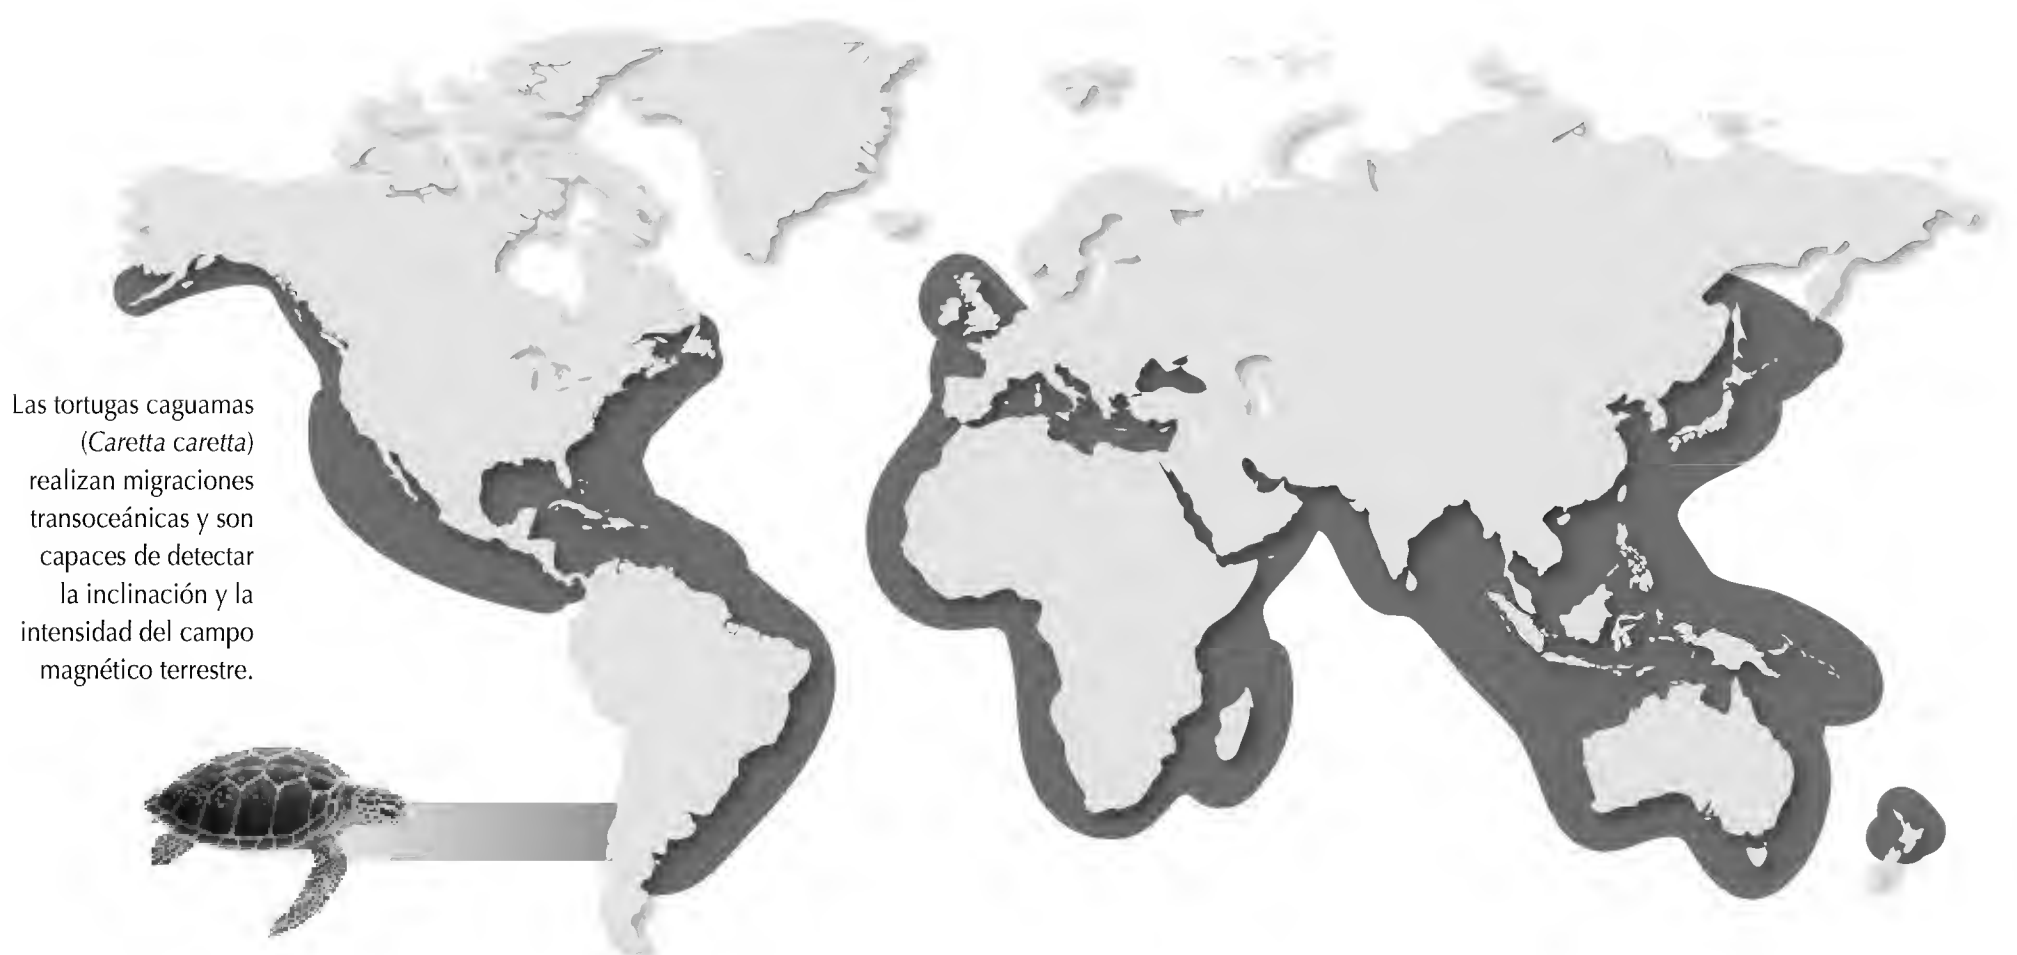 Las tortugas caguamas
(Caretta caretta)
realizan migraciones
transoceánicas y son
capaces de detectar
la inclinación y la
intensidad del campo
magnético terrestre.